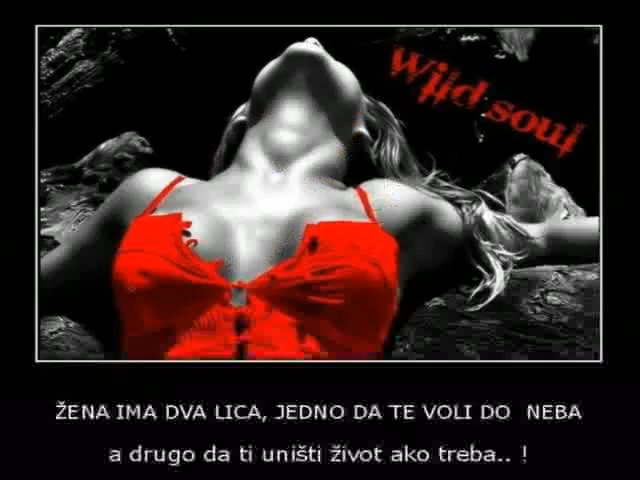 Wild soul
ŽENA IMA DVA LICA, JEDNO DA TE VOLI DO NEBA
a drugo da ti uništi život ako treba.. !